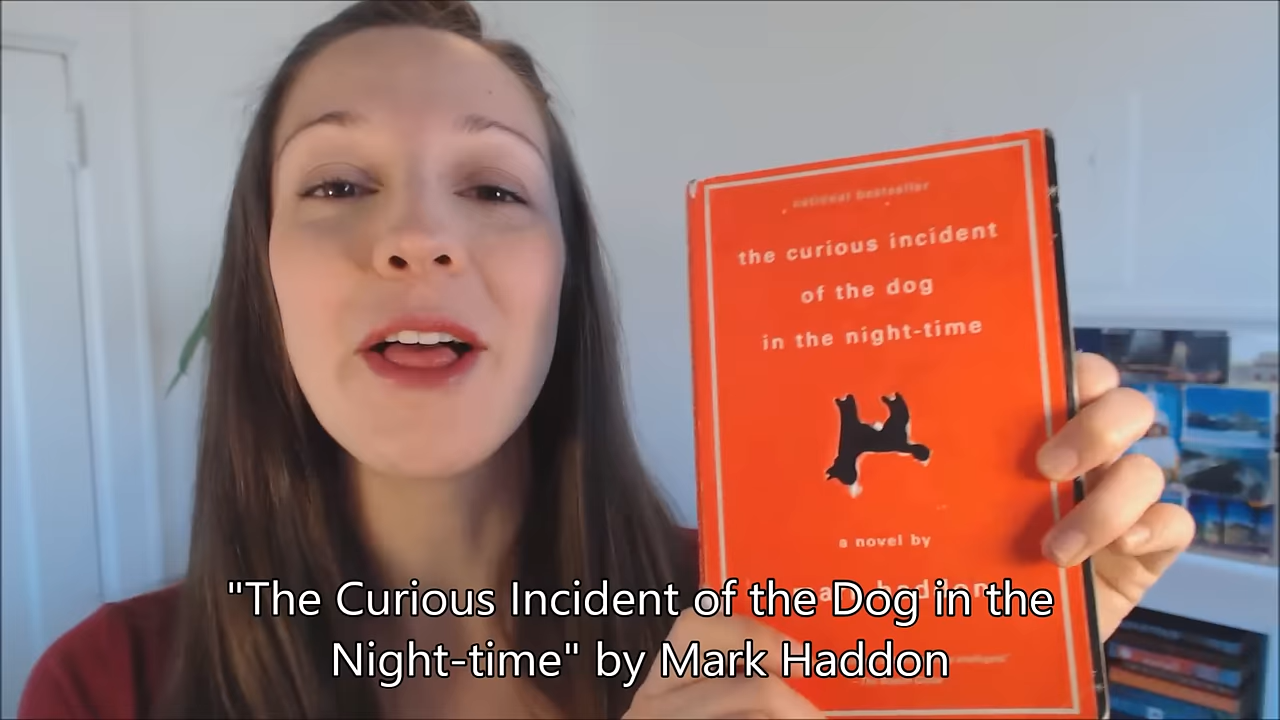 national bestseller
the curious incident
of the dog
in the night-time
a novel by
"The Curious Incident of the Dog in the
Night-time" by Mark Haddon